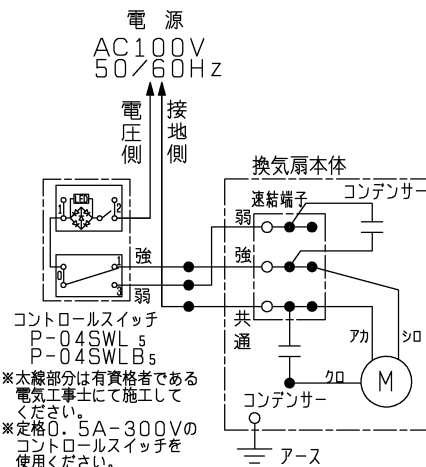 電 源
AC100V
50/60Hz
電圧側
接地側
換気扇本体
速結端子
コンデンサー
LED
1
2
弱
強
強
0
1
3
弱
共通
コントロールスイッチ
P-04SWL5
P-04SWLB5
アカ
シロ
クロ
M
コンデンサー
アース
※太線部分は有資格者である
電気工事士にて施工して
ください。
※定格0.5A-300Vの
コントロールスイッチを
使用ください。